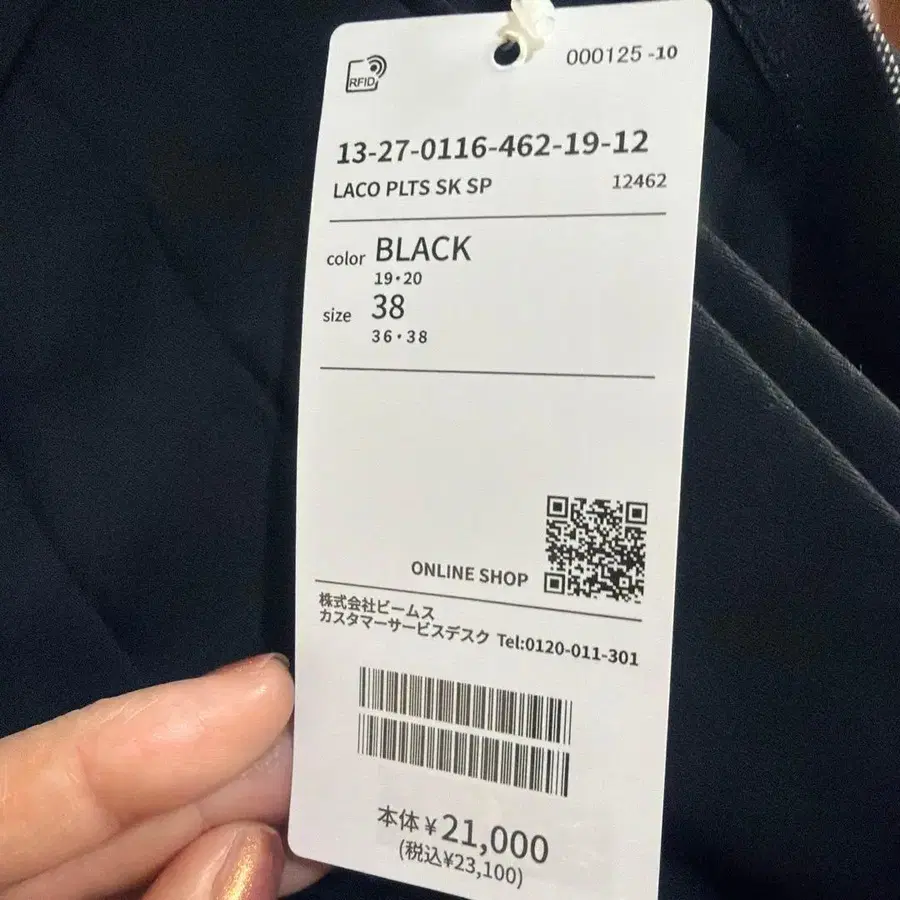 RFID
000125 -10
13-27-0116-462-19-12
LACO PLTS SK SP 12462
color BLACK
19・20
size 38
36・38
ONLINE SHOP
株式会社ビームス
カスタマーサービスデスク Tel:0120-011-301
本体¥21,000
(税込¥23,100)